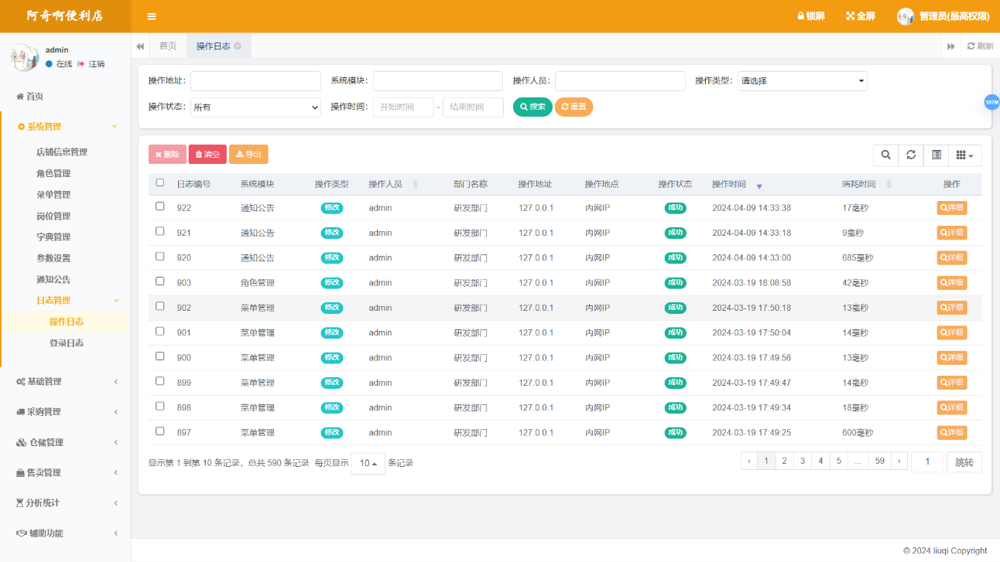 阿奇啊便利店
锁屏 全屏 管理员(最高权限)
admin
在线 注销
首页
系统管理
店铺信息管理
角色管理
菜单管理
岗位管理
字典管理
参数设置
通知公告
日志管理
操作日志
登录日志
基础管理
采购管理
仓储管理
售卖管理
分析统计
辅助功能
首页 操作日志 刷新
操作地址: 系统模块: 操作人员: 操作类型: 请选择
操作状态: 所有 操作时间: 开始时间 - 结束时间 搜索 重置
107M
删除 清空 导出
日志编号 系统模块 操作类型 操作人员 部门名称 操作地址 操作地点 操作状态 操作时间 消耗时间 操作
922 通知公告 修改 admin 研发部门 127.0.0.1 内网IP 成功 2024-04-09 14:33:38 17毫秒 详细
921 通知公告 修改 admin 研发部门 127.0.0.1 内网IP 成功 2024-04-09 14:33:18 9毫秒 详细
920 通知公告 修改 admin 研发部门 127.0.0.1 内网IP 成功 2024-04-09 14:33:00 685毫秒 详细
903 角色管理 修改 admin 研发部门 127.0.0.1 内网IP 成功 2024-03-19 18:08:58 42毫秒 详细
902 菜单管理 修改 admin 研发部门 127.0.0.1 内网IP 成功 2024-03-19 17:50:18 13毫秒 详细
901 菜单管理 修改 admin 研发部门 127.0.0.1 内网IP 成功 2024-03-19 17:50:04 14毫秒 详细
900 菜单管理 修改 admin 研发部门 127.0.0.1 内网IP 成功 2024-03-19 17:49:56 13毫秒 详细
899 菜单管理 修改 admin 研发部门 127.0.0.1 内网IP 成功 2024-03-19 17:49:47 14毫秒 详细
898 菜单管理 修改 admin 研发部门 127.0.0.1 内网IP 成功 2024-03-19 17:49:34 18毫秒 详细
897 菜单管理 修改 admin 研发部门 127.0.0.1 内网IP 成功 2024-03-19 17:49:25 600毫秒 详细
显示第 1 到第 10 条记录，总共 590 条记录 每页显示 10 条记录 ‹ 1 2 3 4 5 ... 59 › 1 跳转
© 2024 liuqi Copyright